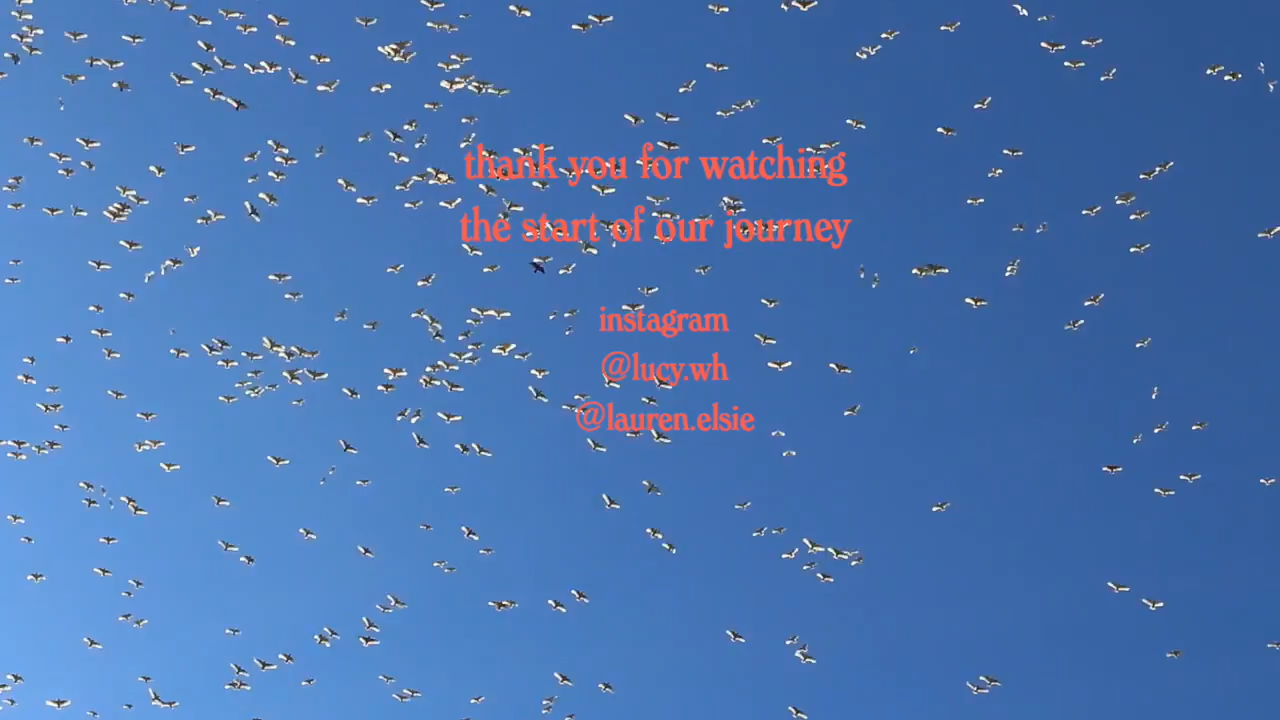 thank you for watching
the start of our journey
instagram
@lucy.wh
@lauren.elsie